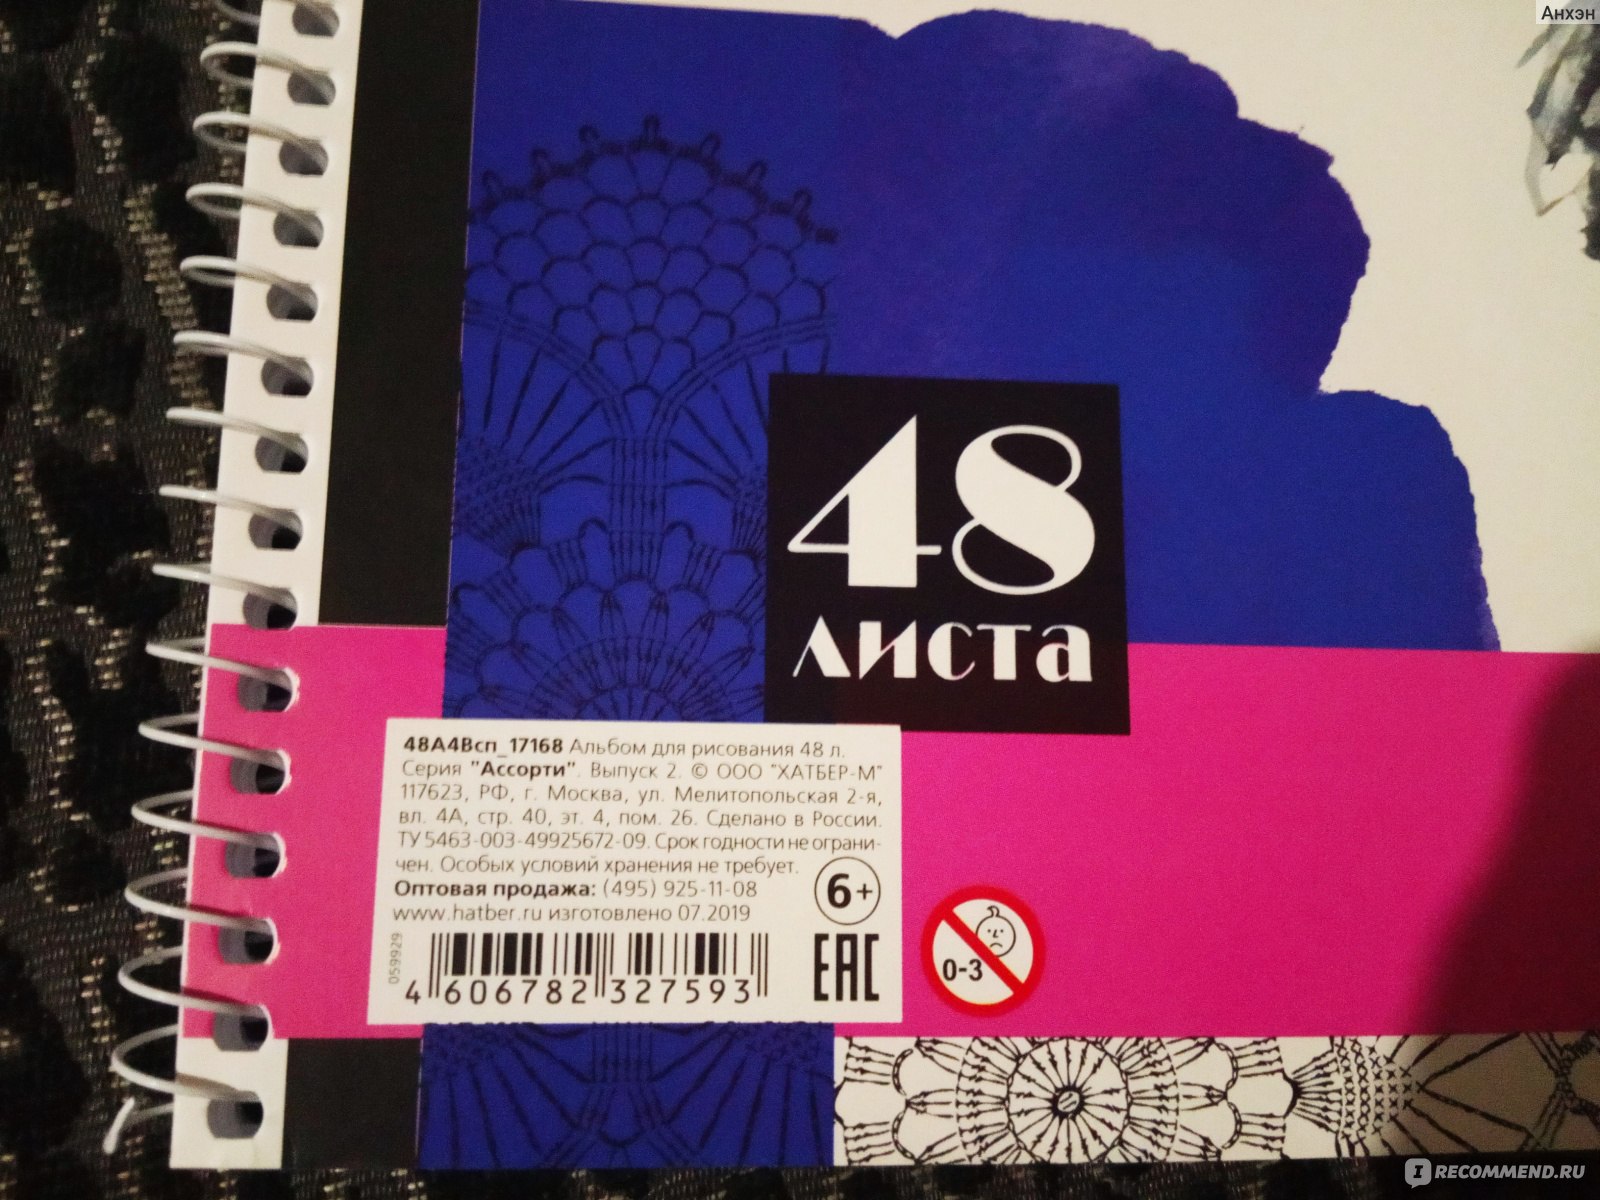 Анхэн
48
листа
48А4Всп_17168 Альбом для рисования 48 л.
Серия "Ассорти". Выпуск 2. © ООО "ХАТБЕР-М"
117623, РФ, г. Москва, ул. Мелитопольская 2-я,
вл. 4А, стр. 40, эт. 4, пом. 26. Сделано в России.
ТУ 5463-003-49925672-09. Срок годности не ограни-
чен. Особых условий хранения не требует.
Оптовая продажа: (495) 925-11-08
www.hatber.ru изготовлено 07.2019
6+
059929
4 606782 327593
EAC
0-3
IRECOMMEND.RU